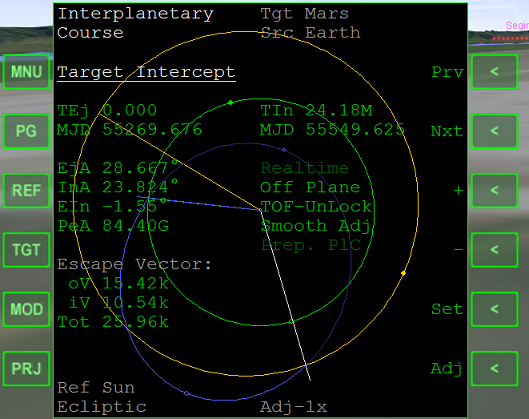 Interplanetary Tgt Mars
Course Src Earth
Target Intercept
TEj 0.000 TIn 24.18M
MJD 55269.676 MJD 55549.625
EjA 28.667° Realtime
InA 23.824° Off Plane
EIn -1.55° TOF-UnLock
PeA 84.40G Smooth Adj
Prep. PlC
Escape Vector:
oV 15.42k
iV 10.54k
Tot 25.96k
Ref Sun
Ecliptic Adj-lx
MNU
PG
REF
TGT
MOD
PRJ
Prv <
Nxt <
+ <
- <
Set <
Adj <